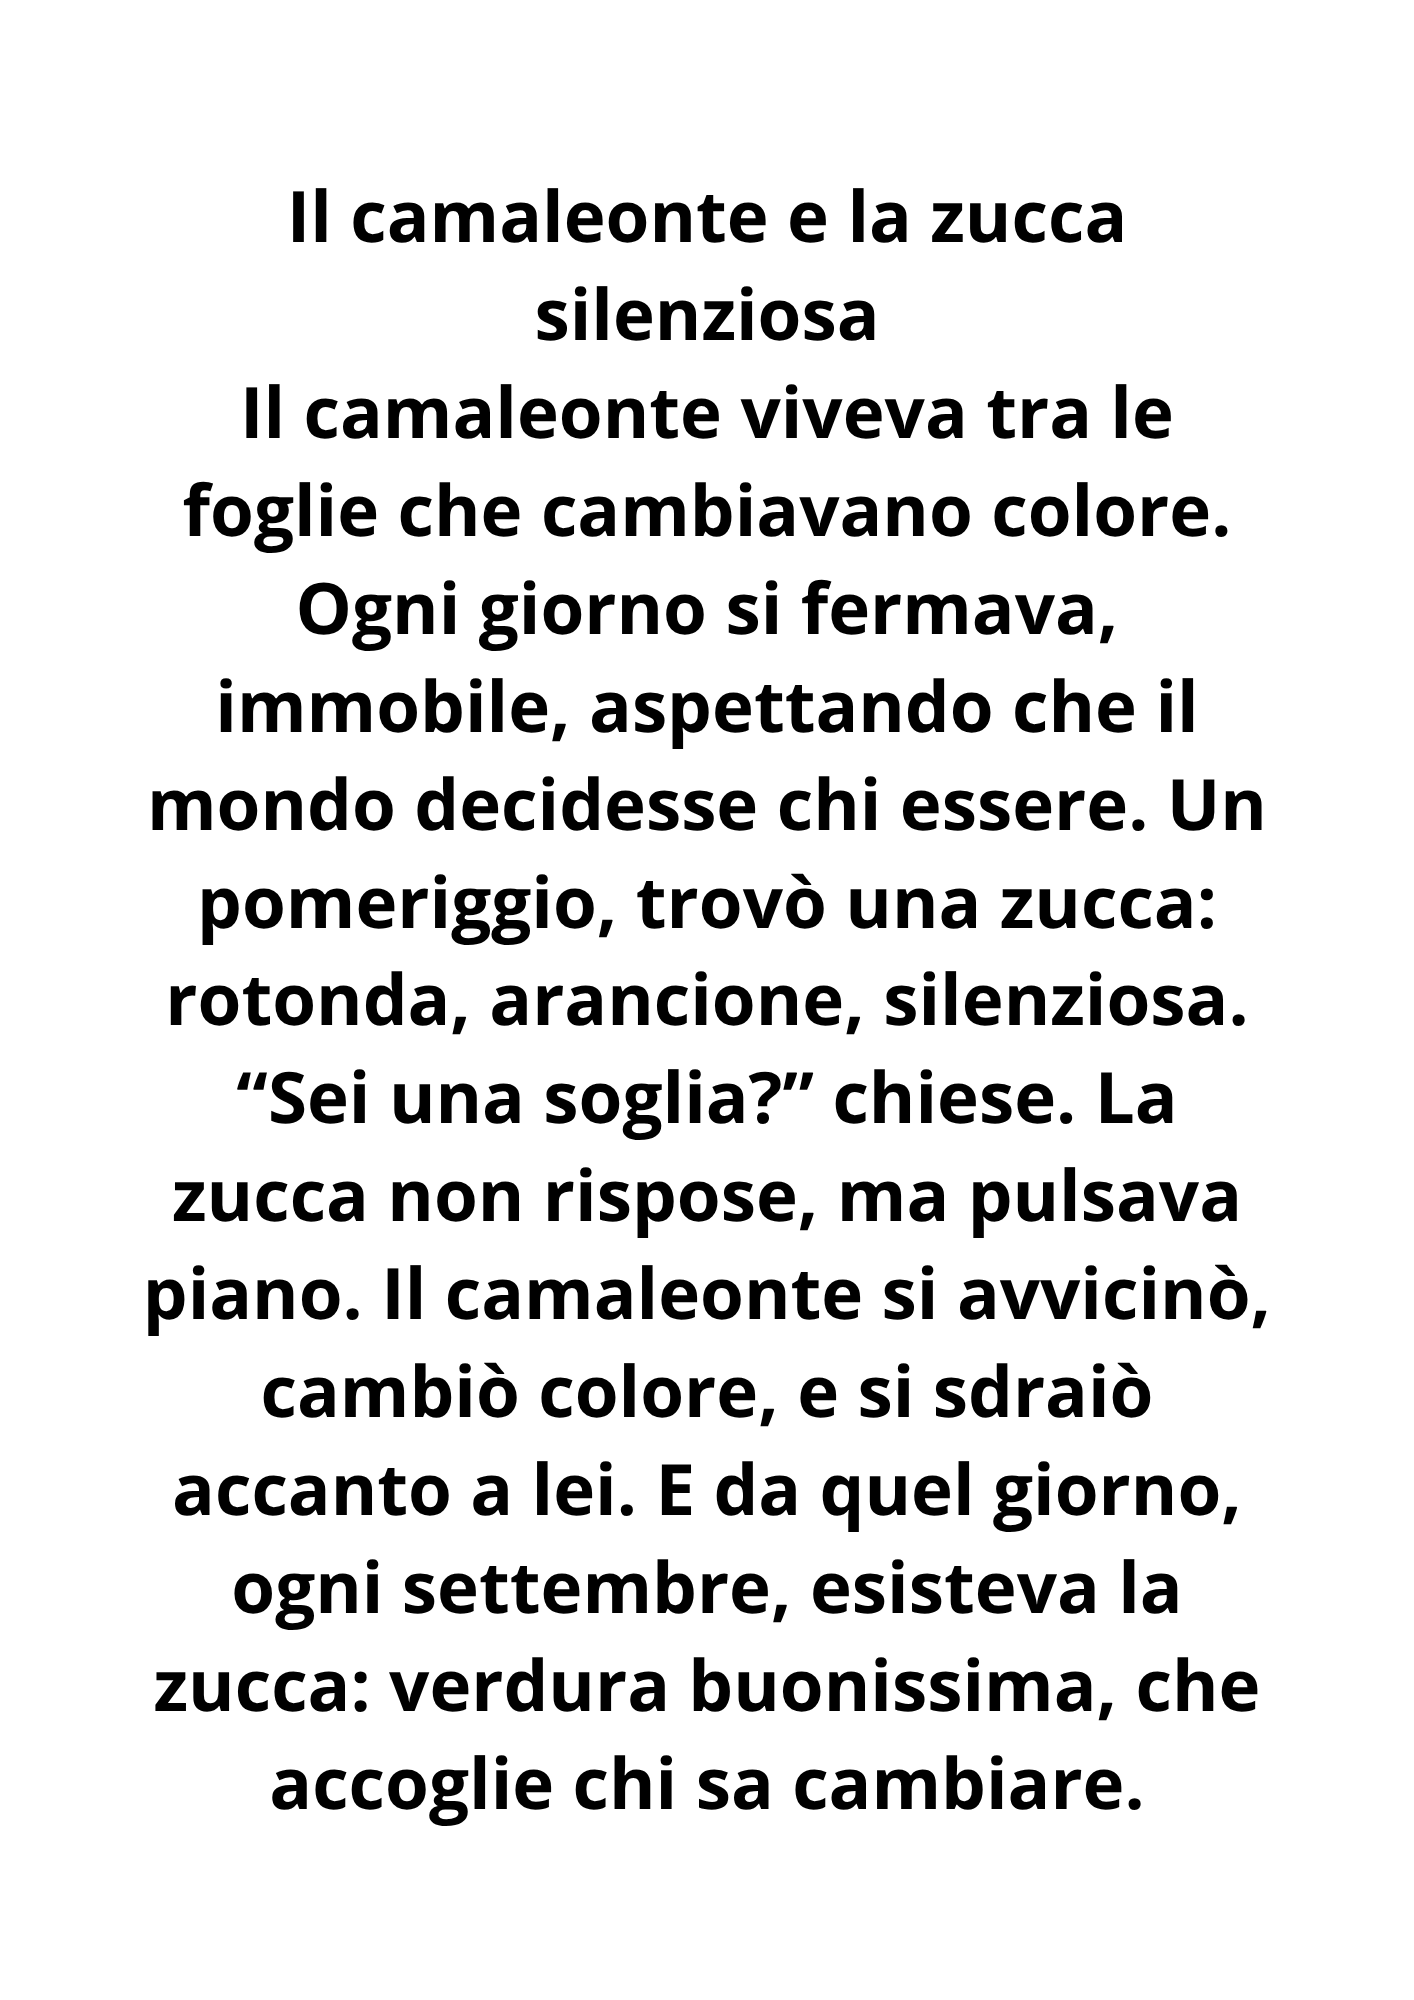 Il camaleonte e la zucca
silenziosa
Il camaleonte viveva tra le
foglie che cambiavano colore.
Ogni giorno si fermava,
immobile, aspettando che il
mondo decidesse chi essere. Un
pomeriggio, trovò una zucca:
rotonda, arancione, silenziosa.
“Sei una soglia?” chiese. La
zucca non rispose, ma pulsava
piano. Il camaleonte si avvicinò,
cambiò colore, e si sdraiò
accanto a lei. E da quel giorno,
ogni settembre, esisteva la
zucca: verdura buonissima, che
accoglie chi sa cambiare.